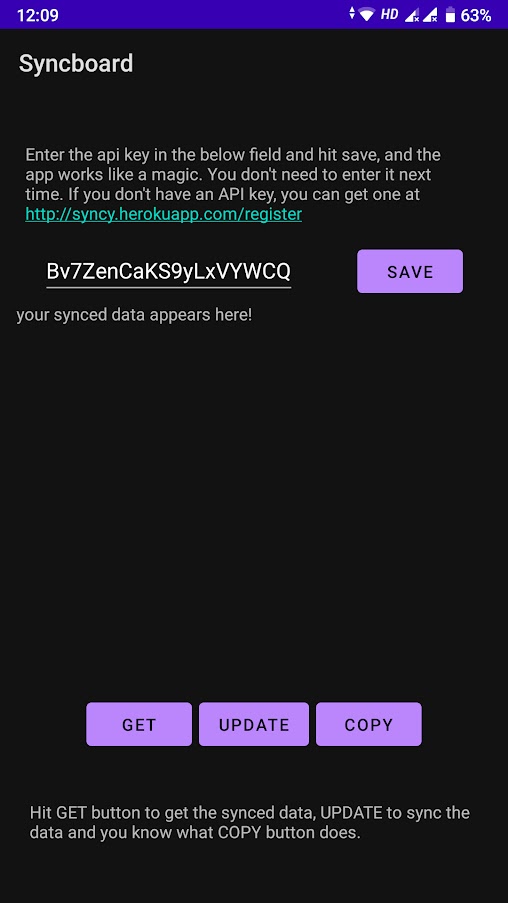 12:09 HD 63%
Syncboard
Enter the api key in the below field and hit save, and the
app works like a magic. You don't need to enter it next
time. If you don't have an API key, you can get one at
http://syncy.herokuapp.com/register
Bv7ZenCaKS9yLxVYWCQ SAVE
your synced data appears here!
GET UPDATE COPY
Hit GET button to get the synced data, UPDATE to sync the
data and you know what COPY button does.